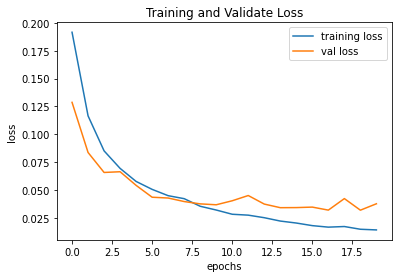 Training and Validate Loss
training loss
val loss
loss
0.200
0.175
0.150
0.125
0.100
0.075
0.050
0.025
0.0 2.5 5.0 7.5 10.0 12.5 15.0 17.5
epochs